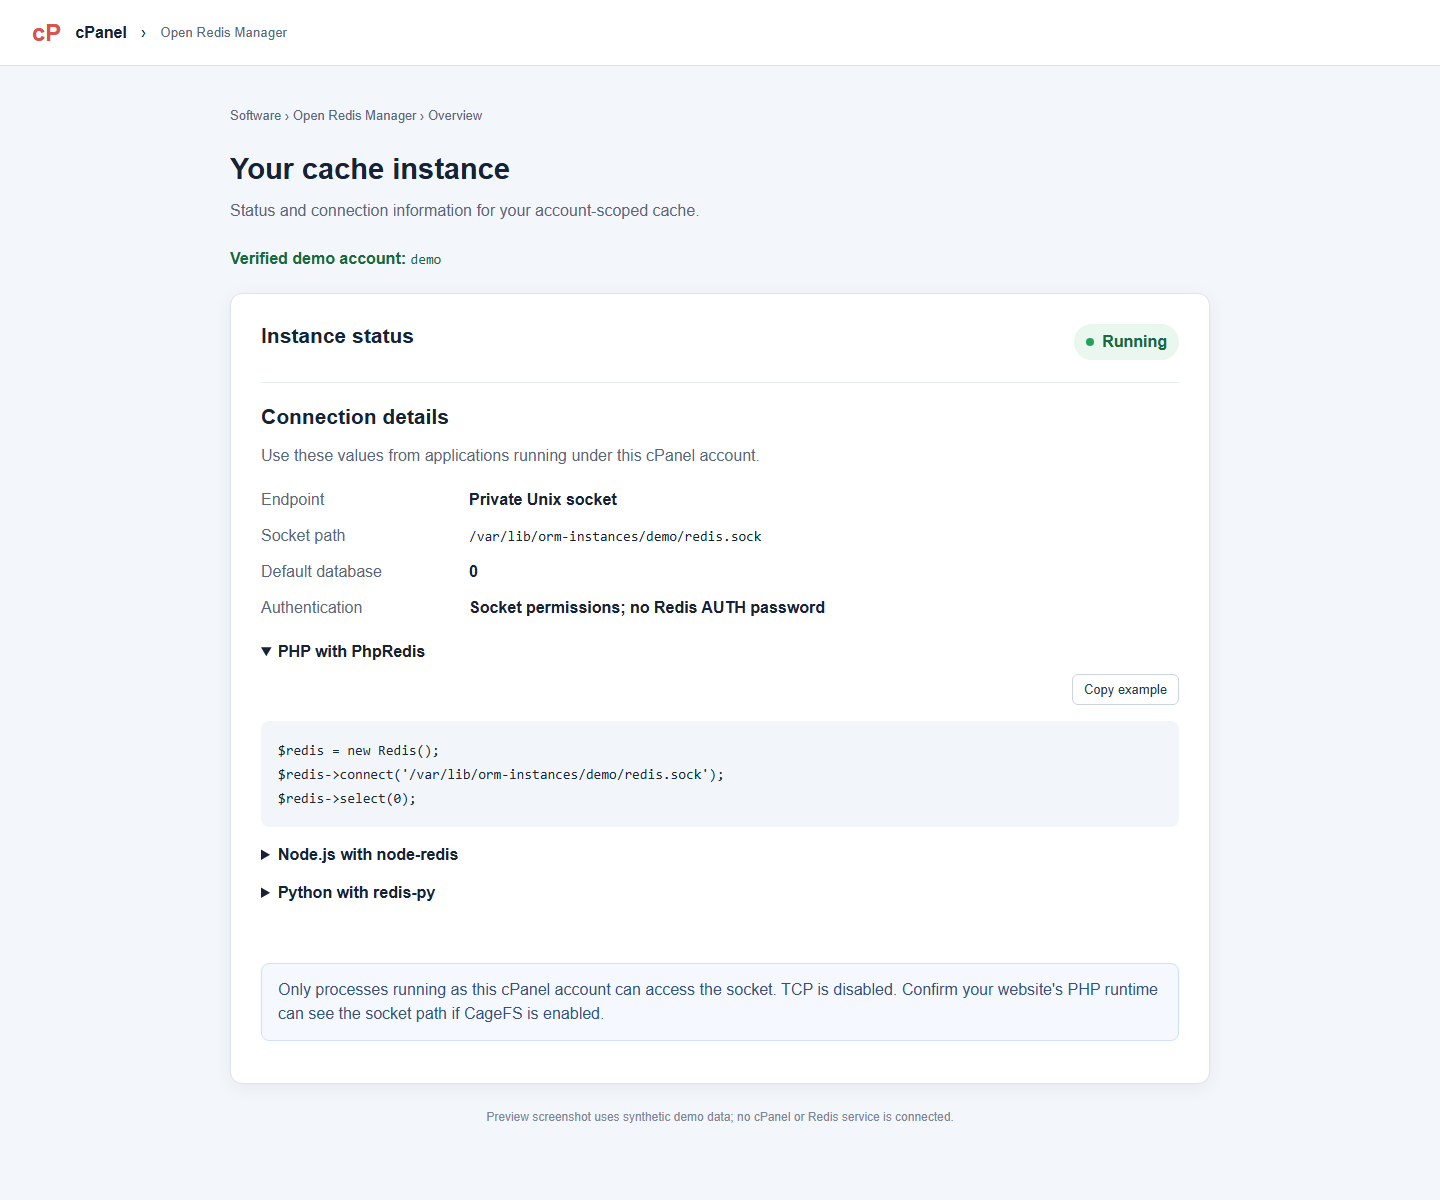 cP cPanel › Open Redis Manager
Software › Open Redis Manager › Overview
Your cache instance
Status and connection information for your account-scoped cache.
Verified demo account: demo
Instance status
Running
Connection details
Use these values from applications running under this cPanel account.
Endpoint Private Unix socket
Socket path /var/lib/orm-instances/demo/redis.sock
Default database 0
Authentication Socket permissions; no Redis AUTH password
▼ PHP with PhpRedis
Copy example
$redis = new Redis();
$redis->connect('/var/lib/orm-instances/demo/redis.sock');
$redis->select(0);
▶ Node.js with node-redis
▶ Python with redis-py
Only processes running as this cPanel account can access the socket. TCP is disabled. Confirm your website's PHP runtime
can see the socket path if CageFS is enabled.
Preview screenshot uses synthetic demo data; no cPanel or Redis service is connected.